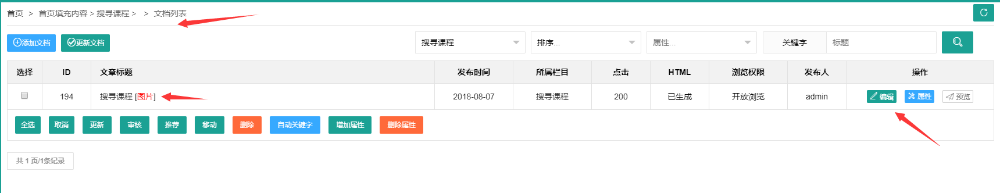 首页 > 首页填充内容 > 搜寻课程 > > 文档列表
添加文档 更新文档 搜寻课程 排序... 属性... 关键字 标题
选择 ID 文章标题 发布时间 所属栏目 点击 HTML 浏览权限 发布人 操作
194 搜寻课程 [图片] 2018-08-07 搜寻课程 200 已生成 开放浏览 admin 编辑 属性 预览
全选 取消 更新 审核 推荐 移动 删除 自动关键字 增加属性 删除属性
共 1 页/1条记录